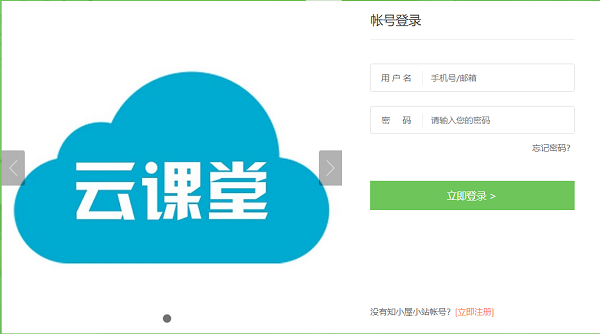 云课堂
帐号登录
用 户 名 手机号/邮箱
密 码 请输入您的密码
忘记密码?
立即登录 >
没有知小屋小站帐号? [立即注册]